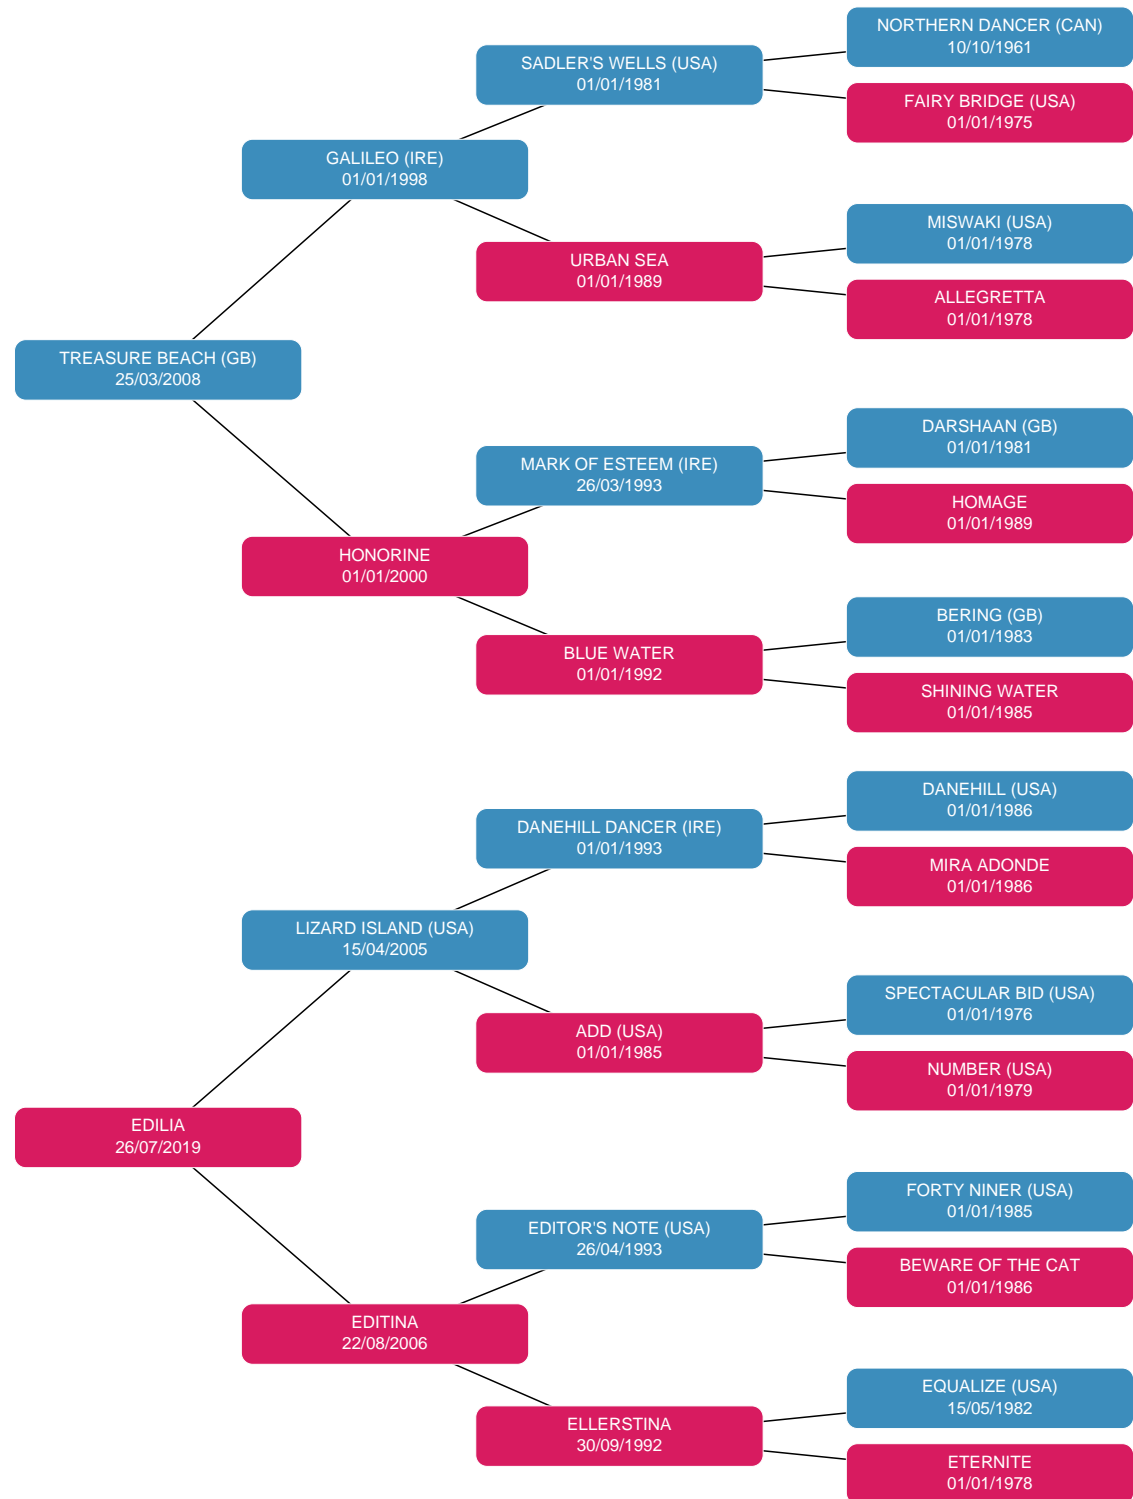 NORTHERN DANCER (CAN)
10/10/1961
SADLER'S WELLS (USA)
01/01/1981
FAIRY BRIDGE (USA)
01/01/1975
GALILEO (IRE)
01/01/1998
MISWAKI (USA)
01/01/1978
URBAN SEA
01/01/1989
ALLEGRETTA
01/01/1978
TREASURE BEACH (GB)
25/03/2008
DARSHAAN (GB)
01/01/1981
MARK OF ESTEEM (IRE)
26/03/1993
HOMAGE
01/01/1989
HONORINE
01/01/2000
BERING (GB)
01/01/1983
BLUE WATER
01/01/1992
SHINING WATER
01/01/1985
DANEHILL (USA)
01/01/1986
DANEHILL DANCER (IRE)
01/01/1993
MIRA ADONDE
01/01/1986
LIZARD ISLAND (USA)
15/04/2005
SPECTACULAR BID (USA)
01/01/1976
ADD (USA)
01/01/1985
NUMBER (USA)
01/01/1979
EDILIA
26/07/2019
FORTY NINER (USA)
01/01/1985
EDITOR'S NOTE (USA)
26/04/1993
BEWARE OF THE CAT
01/01/1986
EDITINA
22/08/2006
EQUALIZE (USA)
15/05/1982
ELLERSTINA
30/09/1992
ETERNITE
01/01/1978